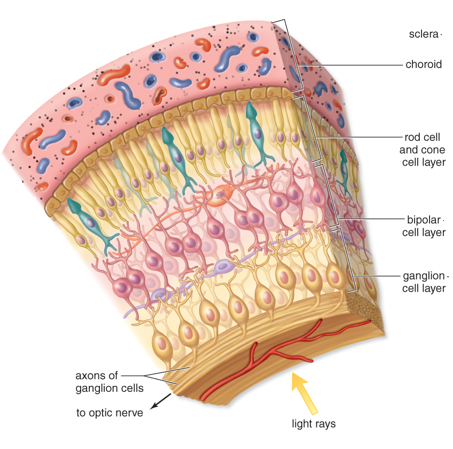 sclera
choroid
rod cell
and cone
cell layer
bipolar
cell layer
ganglion
cell layer
axons of
ganglion cells
to optic nerve
light rays